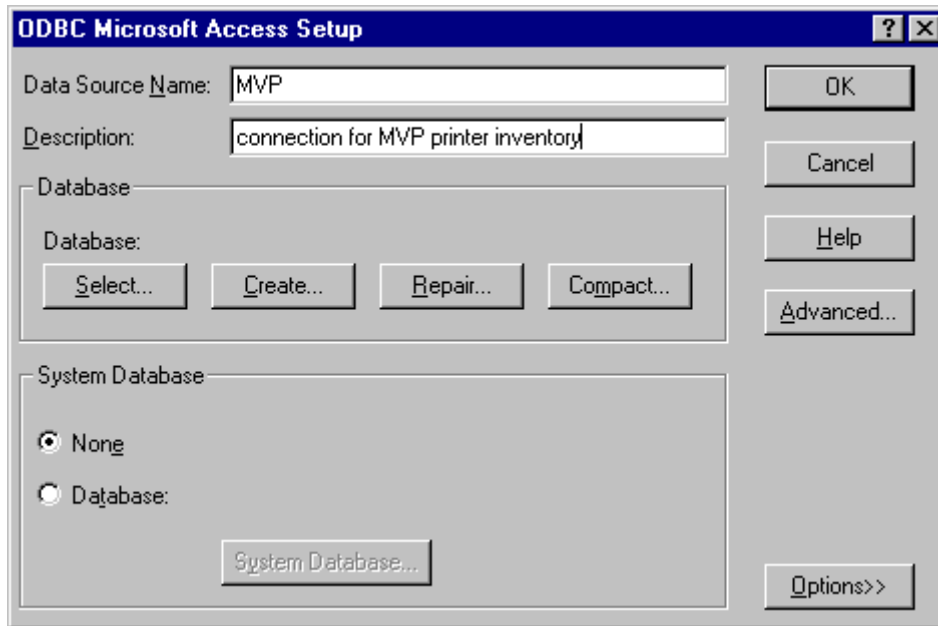 ODBC Microsoft Access Setup
Data Source Name: MVP
OK
Description: connection for MVP printer inventory
Cancel
Database
Database:
Help
Select... Create... Repair... Compact...
Advanced...
System Database
None
Database:
System Database...
Options>>